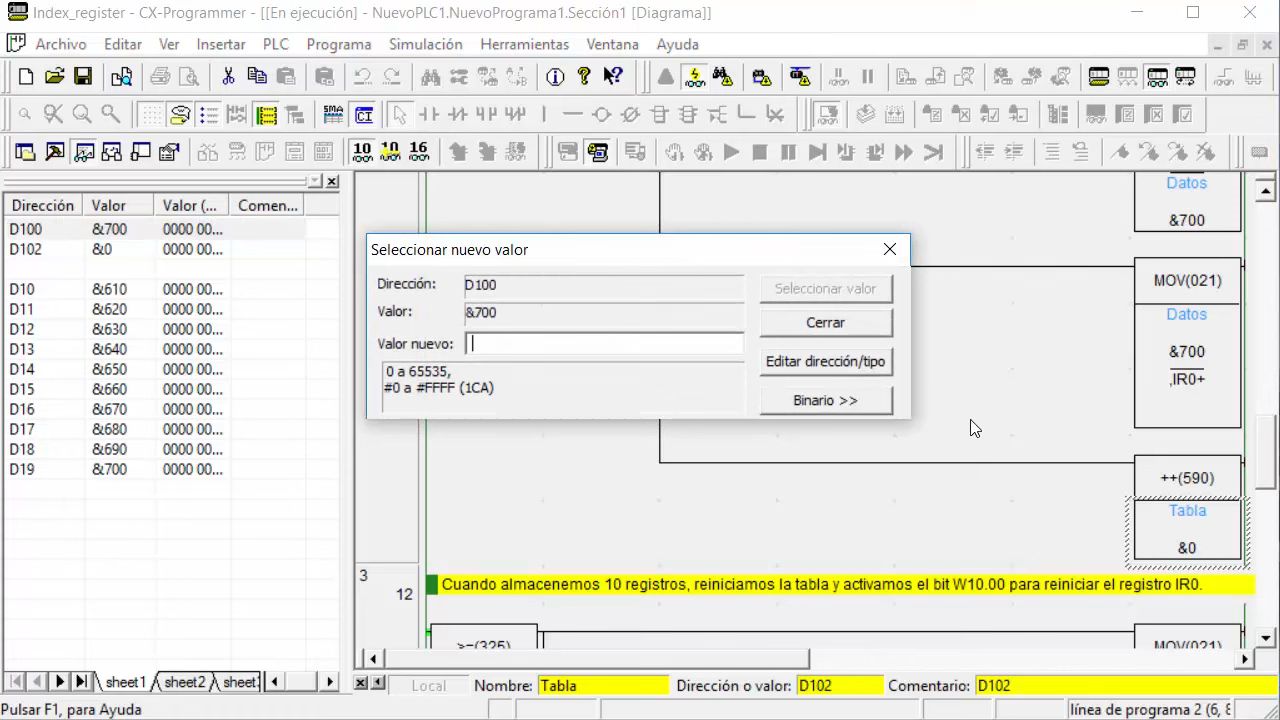 Index_register - CX-Programmer - [[En ejecución] - NuevoPLC1.NuevoPrograma1.Sección1 [Diagrama]]
Archivo Editar Ver Insertar PLC Programa Simulación Herramientas Ventana Ayuda
SMA CI
10 10 16
Dirección Valor Valor (... Comen...
D100 &700 0000 00...
D102 &0 0000 00...
D10 &610 0000 00...
D11 &620 0000 00...
D12 &630 0000 00...
D13 &640 0000 00...
D14 &650 0000 00...
D15 &660 0000 00...
D16 &670 0000 00...
D17 &680 0000 00...
D18 &690 0000 00...
D19 &700 0000 00...
sheet1 sheet2 sheet:
Datos
&700
MOV(021)
Datos
&700
,IR0+
++(590)
Tabla
&0
Seleccionar nuevo valor
Dirección: D100
Valor: &700
Valor nuevo:
0 a 65535,
#0 a #FFFF (1CA)
Seleccionar valor
Cerrar
Editar dirección/tipo
Binario >>
3
12
Cuando almacenemos 10 registros, reiniciamos la tabla y activamos el bit W10.00 para reiniciar el registro IR0.
>=(325)
MOV(021)
Local Nombre: Tabla Dirección o valor: D102 Comentario: D102
Pulsar F1, para Ayuda
línea de programa 2 (6, 8